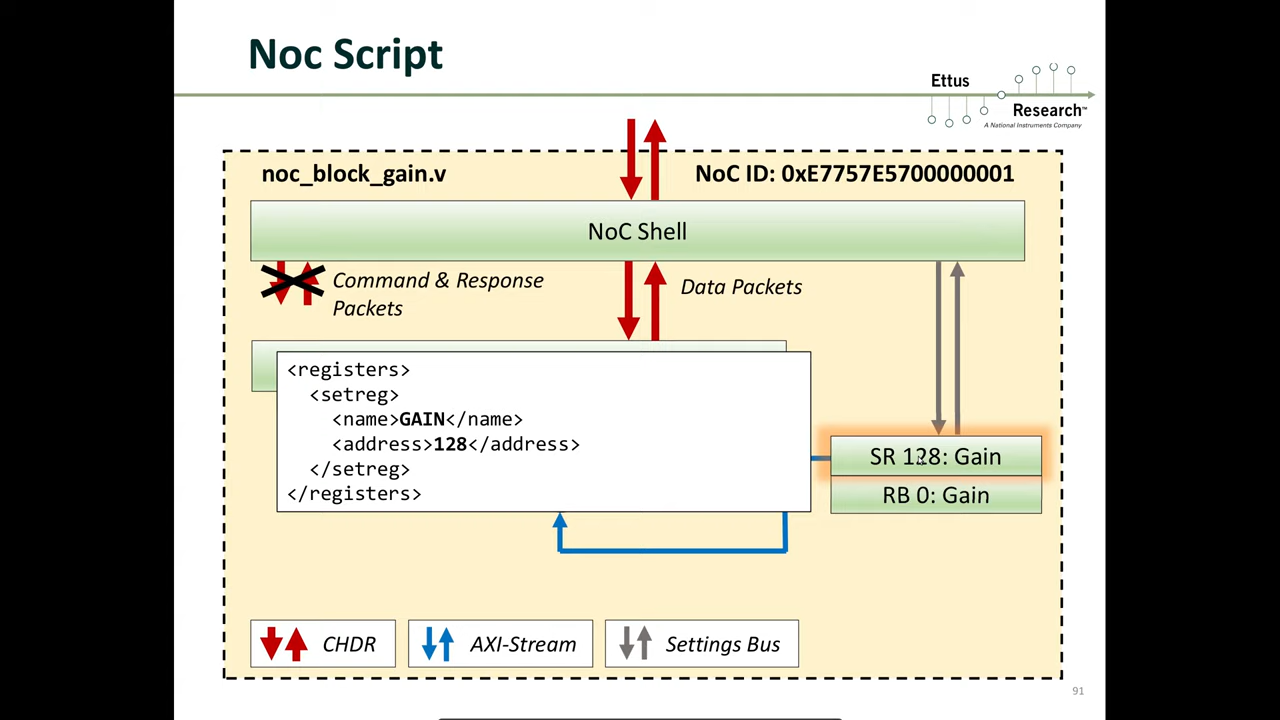 Noc Script
Ettus
Research™
A National Instruments Company
noc_block_gain.v
NoC ID: 0xE7757E5700000001
NoC Shell
Command & Response
Packets
Data Packets
<registers>
  <setreg>
    <name>GAIN</name>
    <address>128</address>
  </setreg>
</registers>
SR 128: Gain
RB 0: Gain
CHDR
AXI-Stream
Settings Bus
91